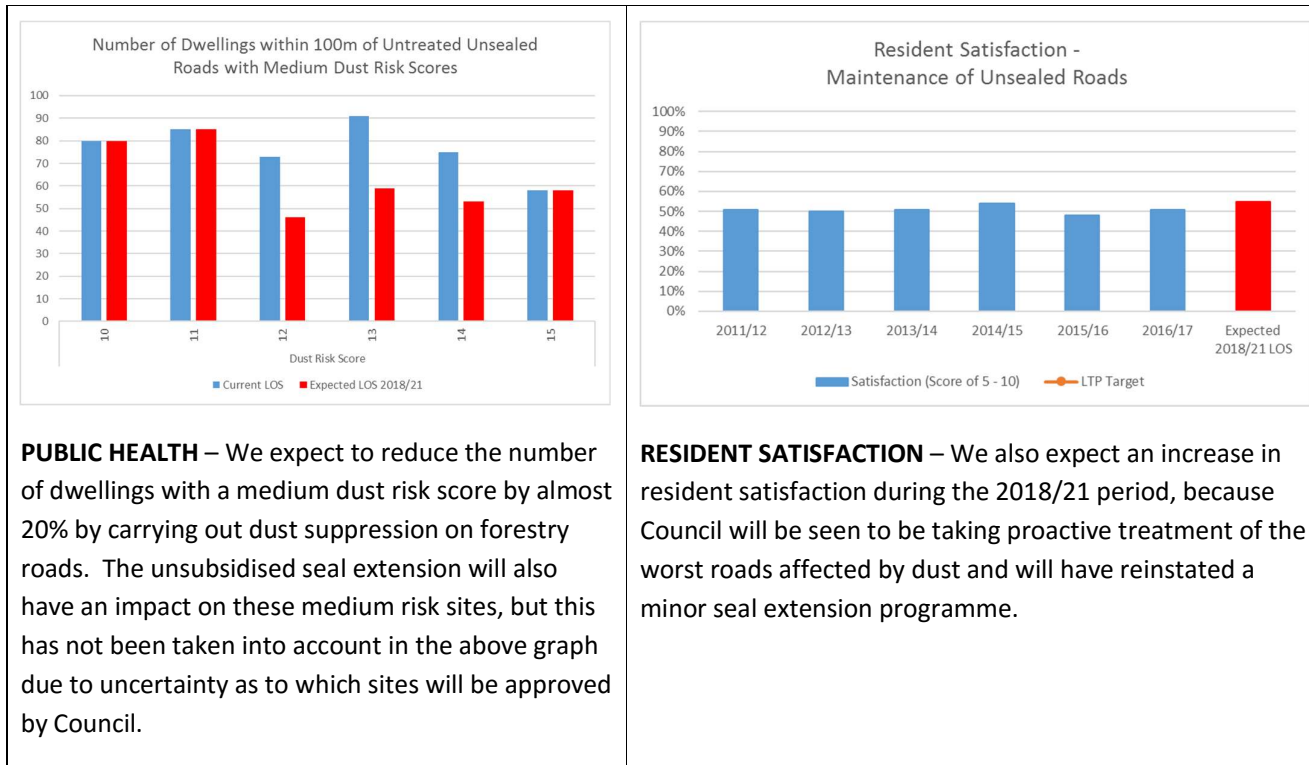 Number of Dwellings within 100m of Untreated Unsealed
Roads with Medium Dust Risk Scores
100
90
80
70
60
50
40
30
20
10
0
10
11
12
13
14
15
Dust Risk Score
Current LOS
Expected LOS 2018/21
PUBLIC HEALTH – We expect to reduce the number
of dwellings with a medium dust risk score by almost
20% by carrying out dust suppression on forestry
roads. The unsubsidised seal extension will also
have an impact on these medium risk sites, but this
has not been taken into account in the above graph
due to uncertainty as to which sites will be approved
by Council.
Resident Satisfaction -
Maintenance of Unsealed Roads
100%
90%
80%
70%
60%
50%
40%
30%
20%
10%
0%
2011/12 2012/13 2013/14 2014/15 2015/16 2016/17 Expected
2018/21 LOS
Satisfaction (Score of 5 - 10) LTP Target
RESIDENT SATISFACTION – We also expect an increase in
resident satisfaction during the 2018/21 period, because
Council will be seen to be taking proactive treatment of the
worst roads affected by dust and will have reinstated a
minor seal extension programme.